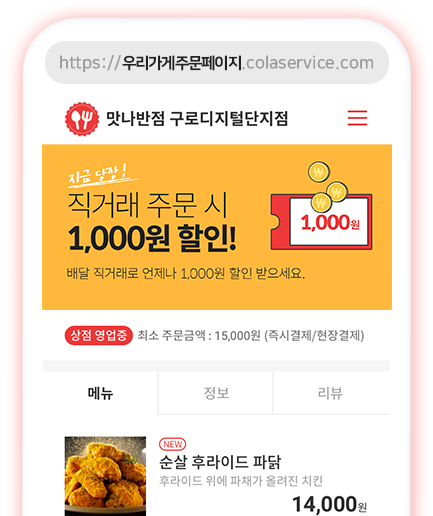 https://우리가게주문페이지.colaservice.com
맛나반점 구로디지털단지점
지금 당장!
직거래 주문 시
1,000원 할인!
1,000원
배달 직거래로 언제나 1,000원 할인 받으세요.
상점 영업중 최소 주문금액 : 15,000원 (즉시결제/현장결제)
메뉴 정보 리뷰
NEW
순살 후라이드 파닭
후라이드 위에 파채가 올려진 치킨
14,000원